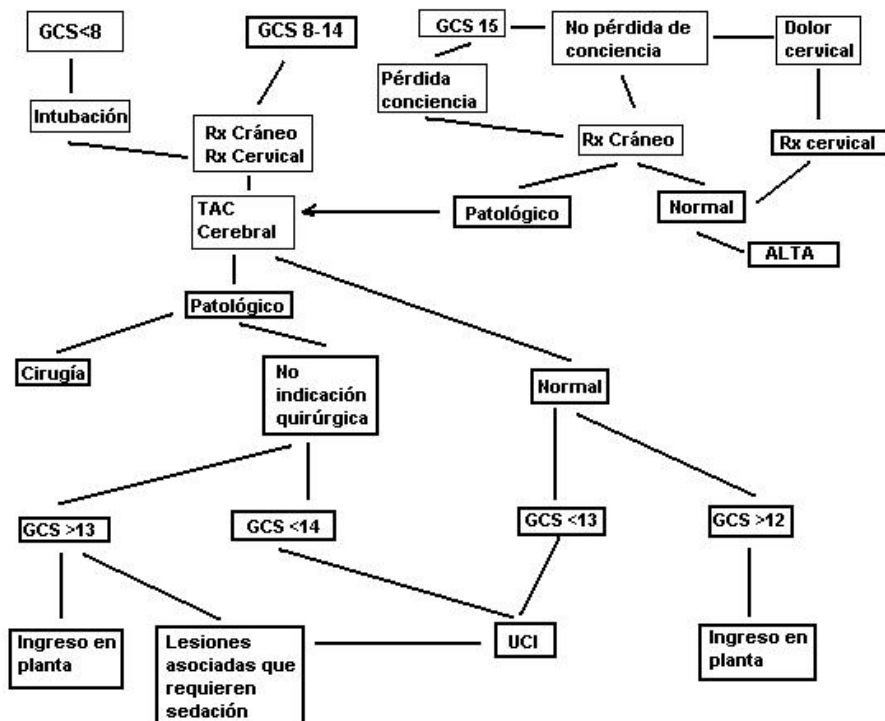 GCS<8
GCS 8-14
GCS 15
No pérdida de
conciencia
Dolor
cervical
Pérdida
conciencia
Intubación
Rx Cráneo
Rx Cervical
Rx Cráneo
Rx cervical
TAC
Cerebral
Patológico
Normal
ALTA
Patológico
Cirugía
No
indicación
quirúrgica
Normal
GCS >13
GCS <14
GCS <13
GCS >12
Ingreso en
planta
Lesiones
asociadas que
requieren
sedación
UCI
Ingreso en
planta